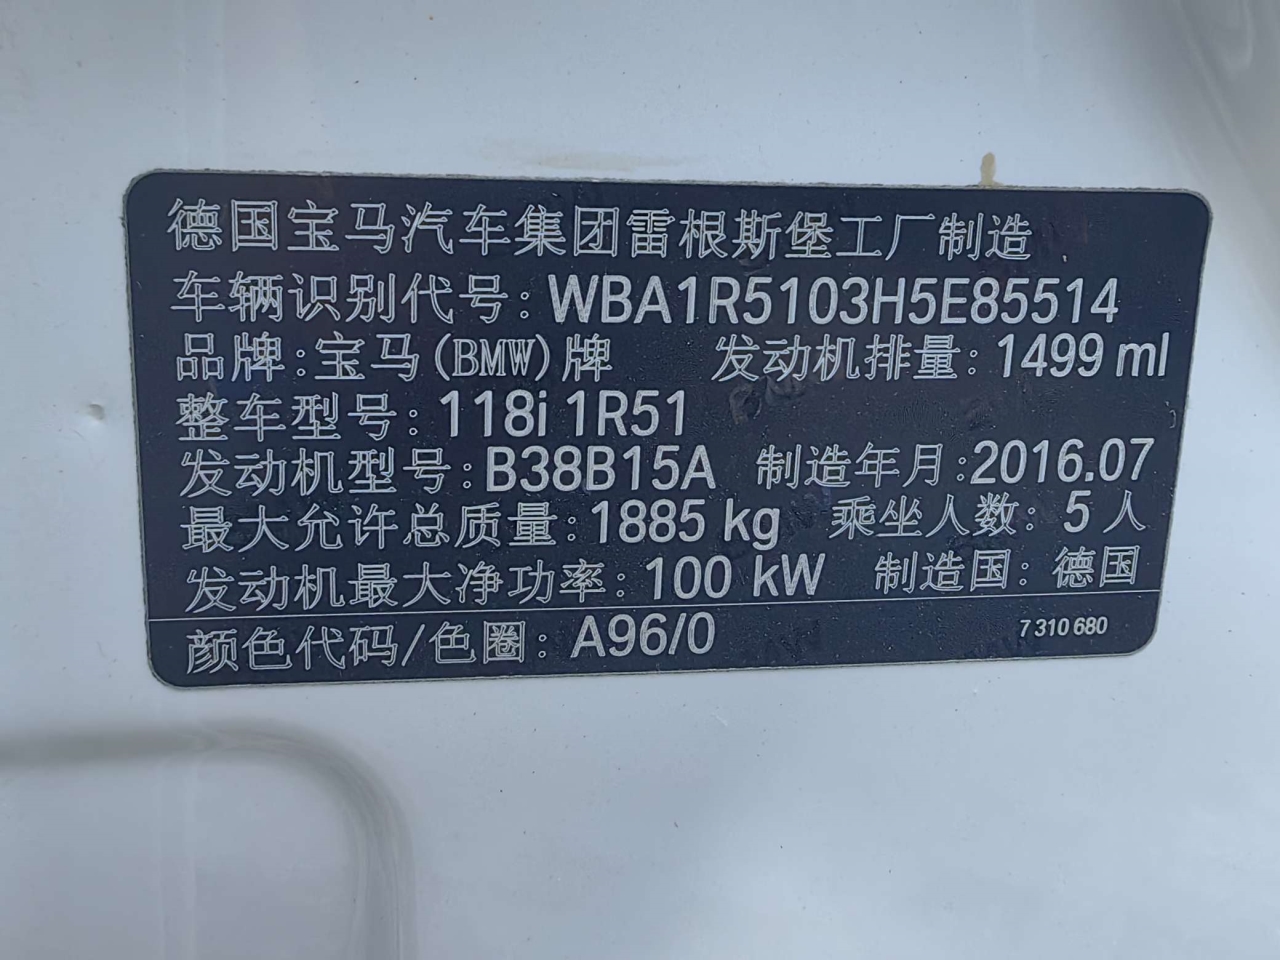 德国宝马汽车集团雷根斯堡工厂制造
车辆识别代号: WBA1R5103H5E85514
品牌:宝马(BMW)牌 发动机排量: 1499 ml
整车型号: 118i 1R51
发动机型号: B38B15A 制造年月:2016.07
最大允许总质量: 1885 kg 乘坐人数: 5 人
发动机最大净功率: 100 kW 制造国: 德国
颜色代码/色圈: A96/0 7 310 680